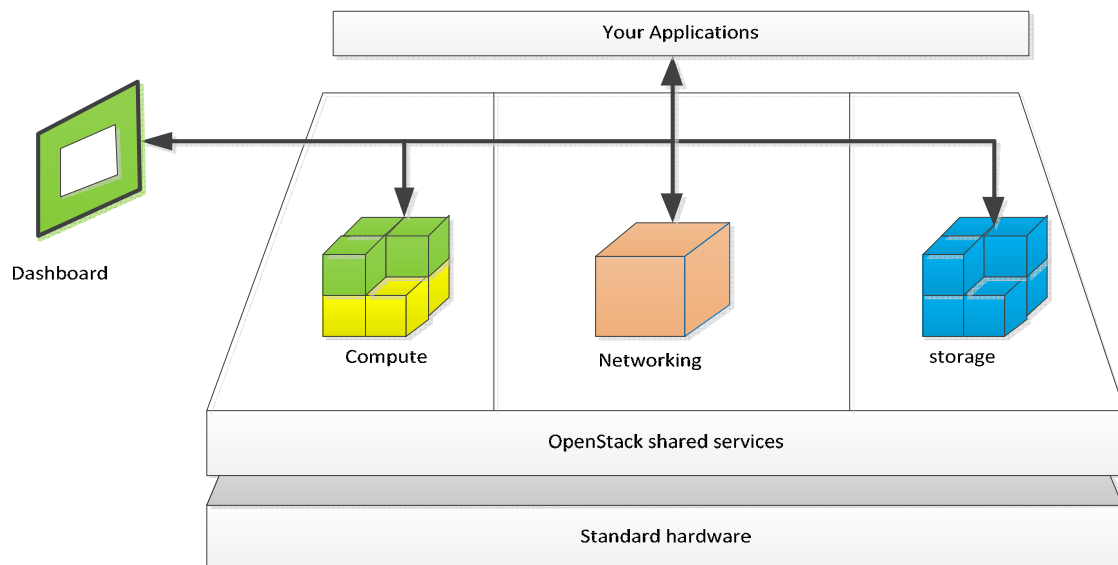 Your Applications
Dashboard
Compute
Networking
storage
OpenStack shared services
Standard hardware